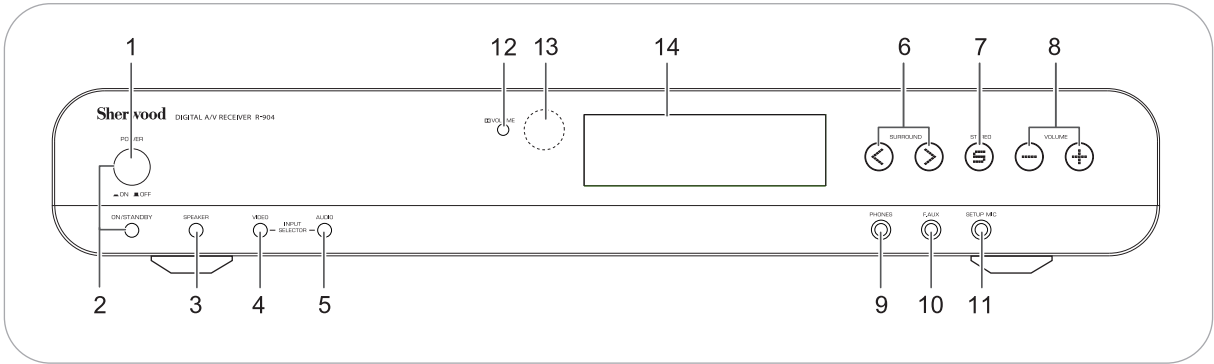 1
12
13
14
6
7
8
Sherwood DIGITAL A/V RECEIVER R-904
POWER
VOLUME
SURROUND
STEREO
VOLUME
S
ON OFF
ON/STANDBY
SPEAKER
VIDEO
INPUT
SELECTOR
AUDIO
PHONES
F.AUX
SETUP MIC
2
3
4
5
9
10
11